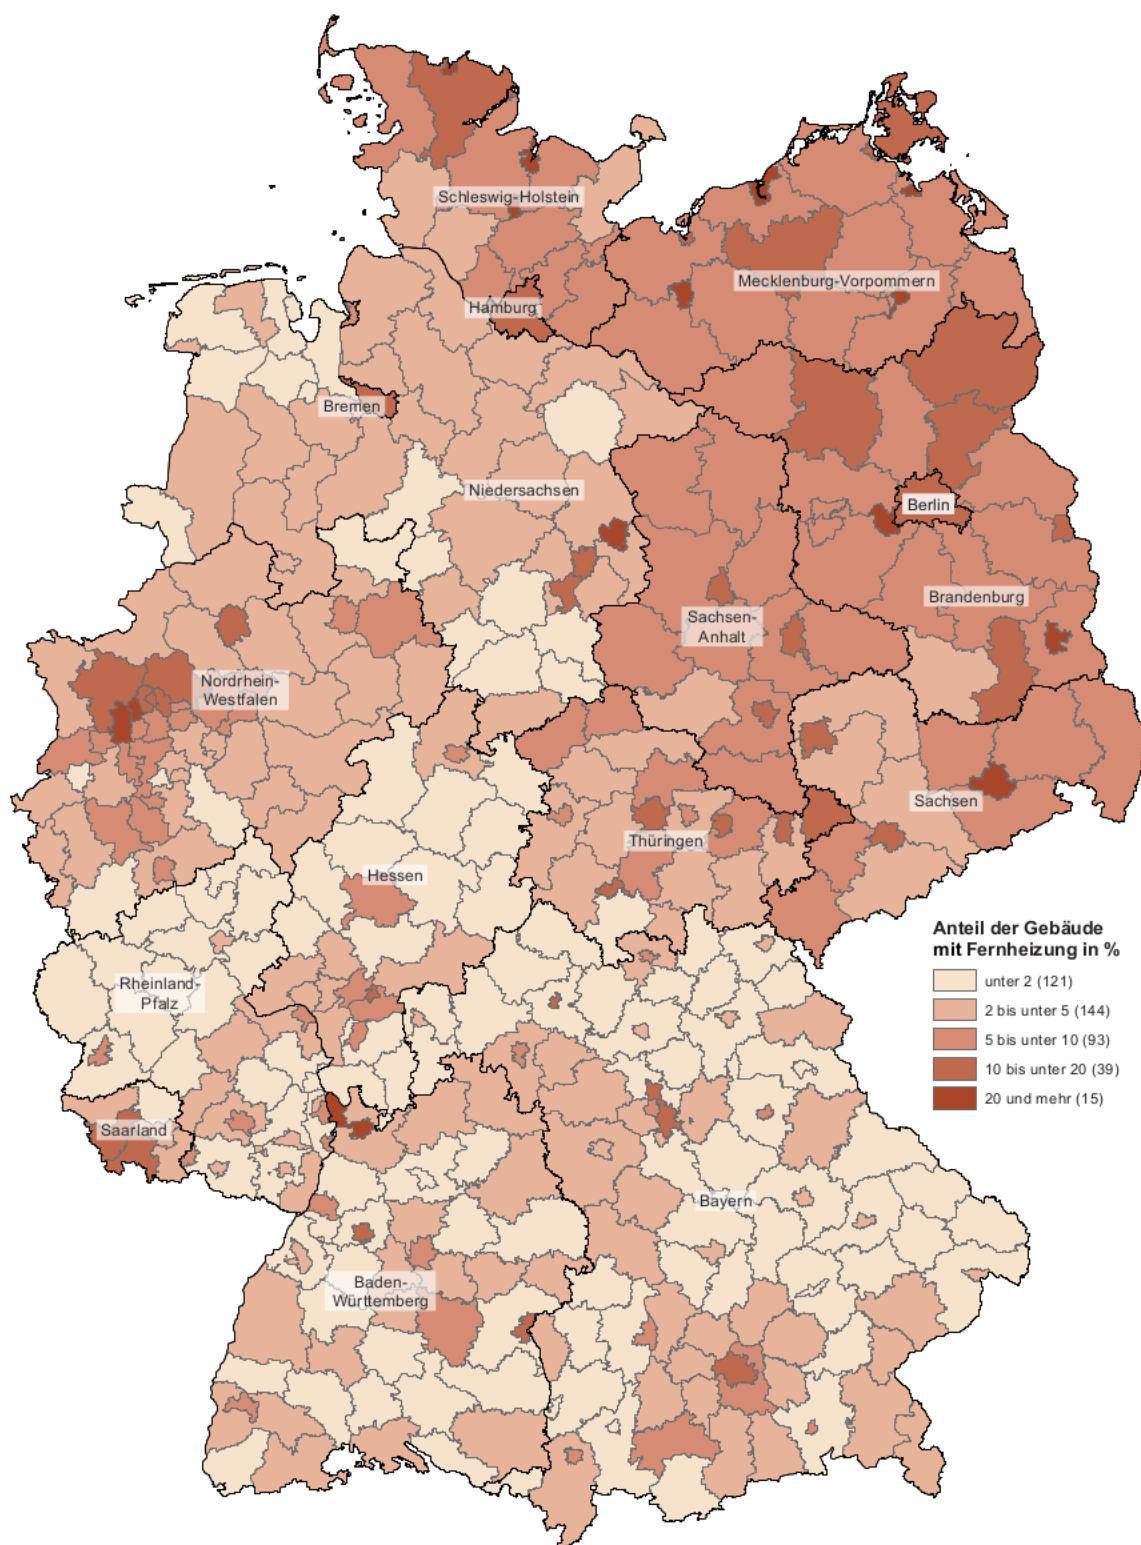 Schleswig-Holstein
Mecklenburg-Vorpommern
Hamburg
Bremen
Niedersachsen
Berlin
Brandenburg
Sachsen-
Anhalt
Nordrhein-
Westfalen
Sachsen
Thüringen
Hessen
Rheinland-
Pfalz
Saarland
Bayern
Baden-
Württemberg
Anteil der Gebäude
mit Fernheizung in %
unter 2 (121)
2 bis unter 5 (144)
5 bis unter 10 (93)
10 bis unter 20 (39)
20 und mehr (15)